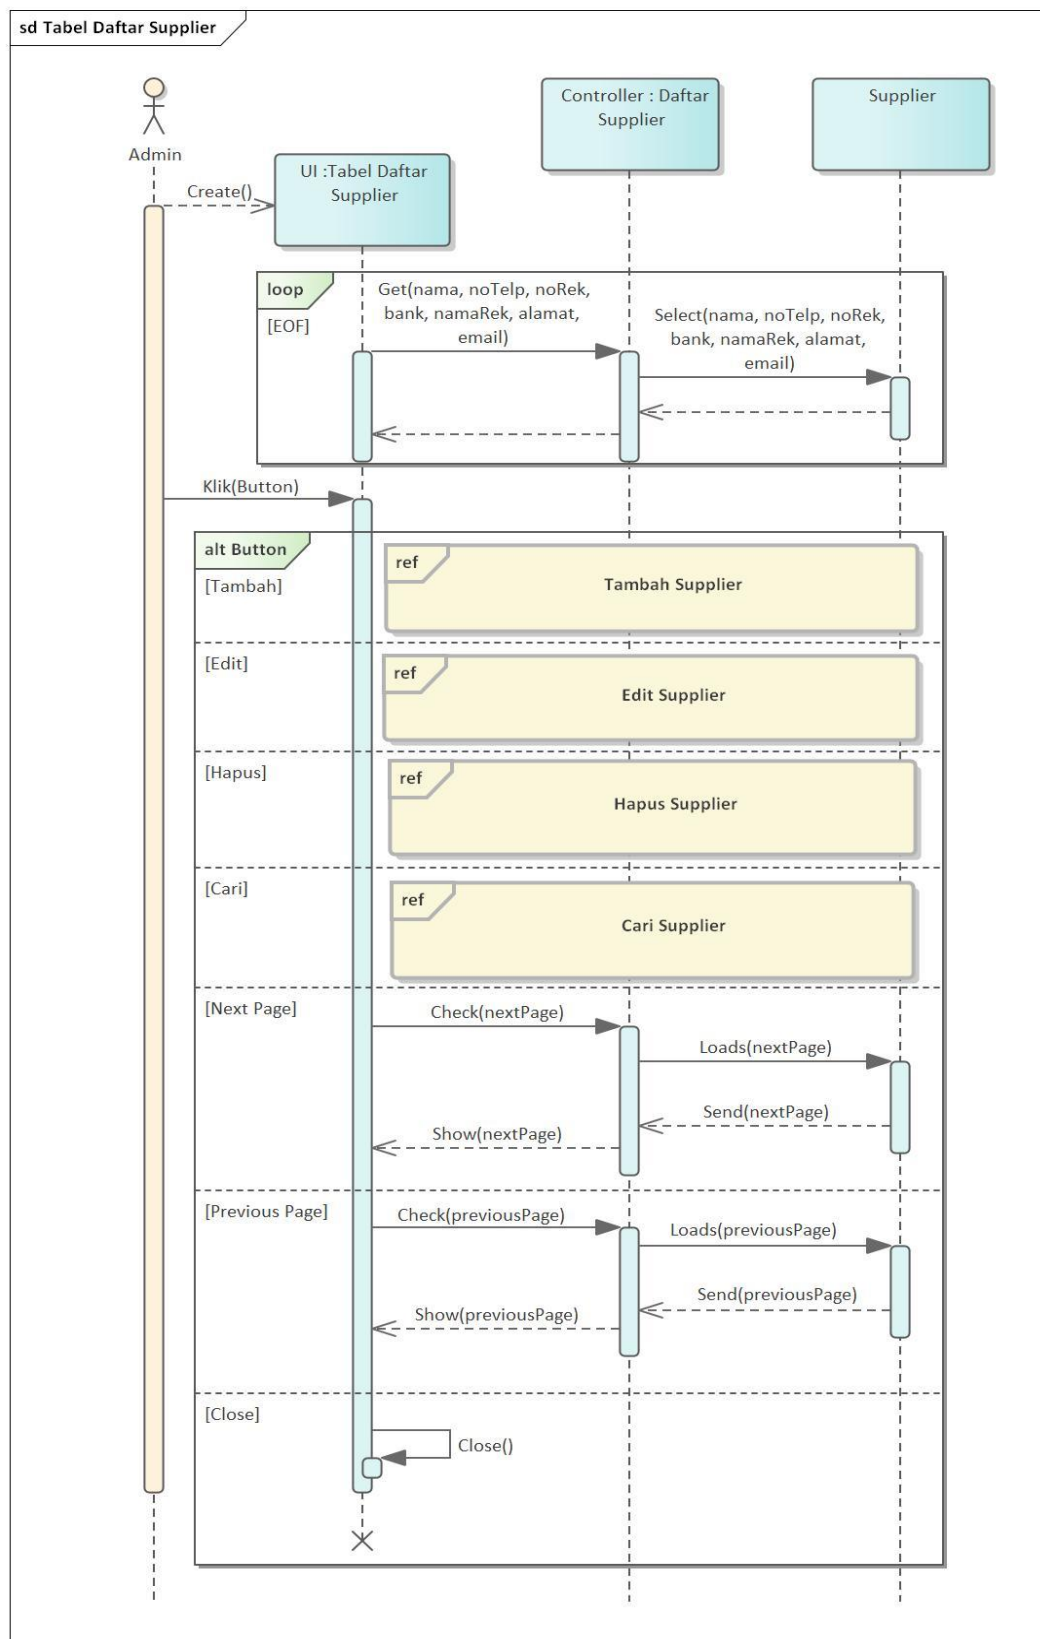 sd Tabel Daftar Supplier
Admin
Create()
UI :Tabel Daftar
Supplier
Controller : Daftar
Supplier
Supplier
loop
[EOF]
Get(nama, noTelp, noRek,
bank, namaRek, alamat,
email)
Select(nama, noTelp, noRek,
bank, namaRek, alamat,
email)
Klik(Button)
alt Button
[Tambah]
ref
Tambah Supplier
[Edit]
ref
Edit Supplier
[Hapus]
ref
Hapus Supplier
[Cari]
ref
Cari Supplier
[Next Page]
Check(nextPage)
Loads(nextPage)
Send(nextPage)
Show(nextPage)
[Previous Page]
Check(previousPage)
Loads(previousPage)
Send(previousPage)
Show(previousPage)
[Close]
Close()